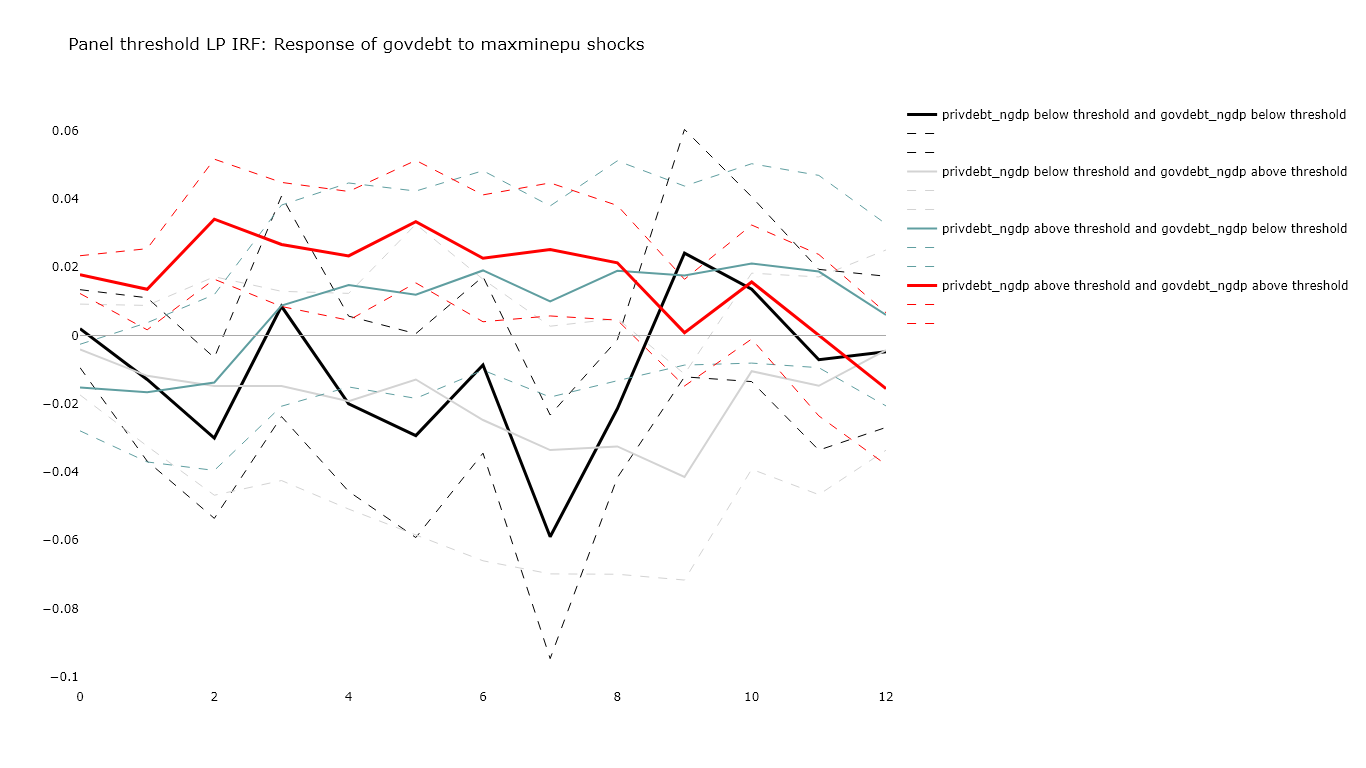 Panel threshold LP IRF: Response of govdebt to maxminepu shocks
0.06
0.04
0.02
0
−0.02
−0.04
−0.06
−0.08
−0.1
0 2 4 6 8 10 12
privdebt_ngdp below threshold and govdebt_ngdp below threshold
privdebt_ngdp below threshold and govdebt_ngdp above threshold
privdebt_ngdp above threshold and govdebt_ngdp below threshold
privdebt_ngdp above threshold and govdebt_ngdp above threshold